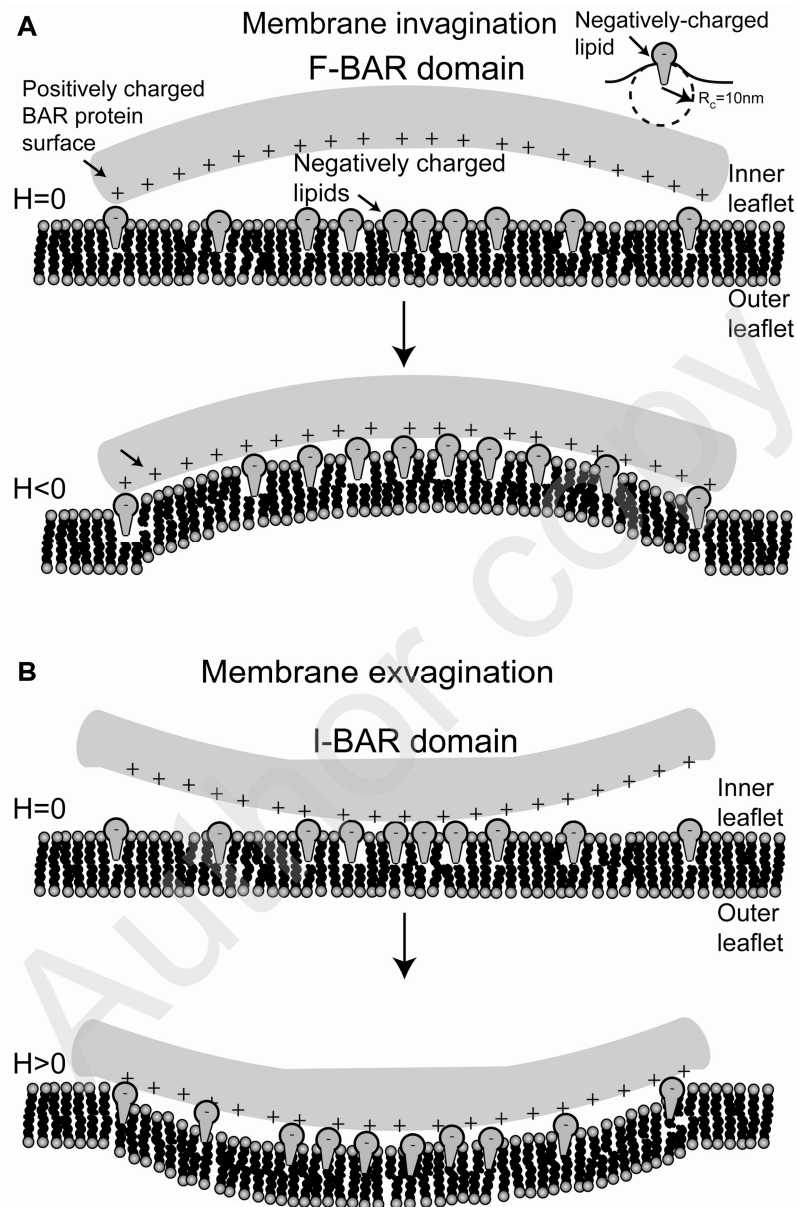 A
Membrane invagination
F-BAR domain
Negatively-charged
lipid
Rc=10nm
Positively charged
BAR protein
surface
+ + + + + + + + + + + + + + + + + + + +
Negatively charged
lipids
Inner
leaflet
H=0
- - - - - - - - - -
Outer
leaflet
+ + + + + + + + + + + + + + + + + + + +
H<0
- - - - - - - - - -
B
Membrane exvagination
I-BAR domain
+ + + + + + + + + + + + + + + + + + + +
Inner
leaflet
H=0
- - - - - - - - - -
Outer
leaflet
H>0
+ + + + + + + + + + + + + + + + + +
- - - - - - - - - -
Author copy